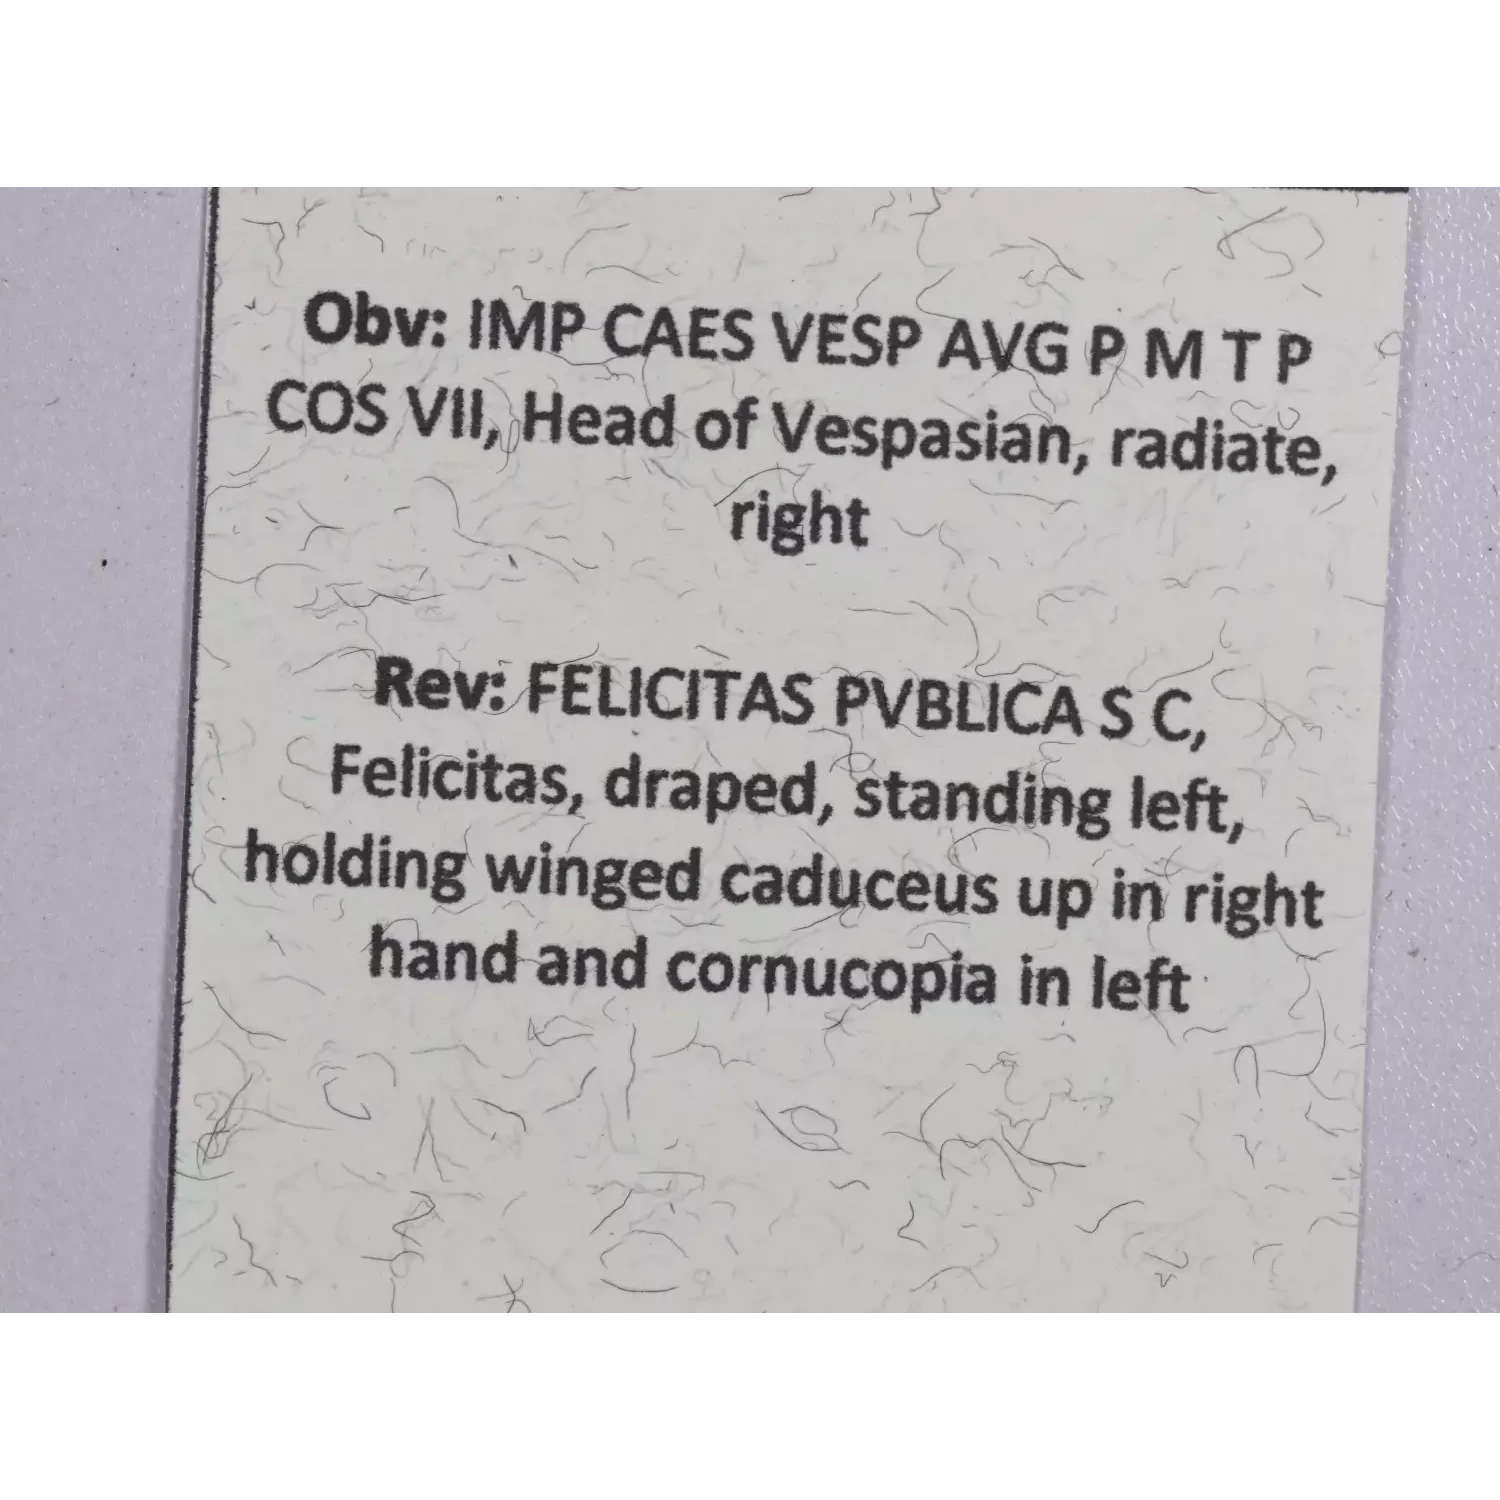 Obv: IMP CAES VESP AVG P M T P
COS VII, Head of Vespasian, radiate,
right
Rev: FELICITAS PVBLICA S C,
Felicitas, draped, standing left,
holding winged caduceus up in right
hand and cornucopia in left